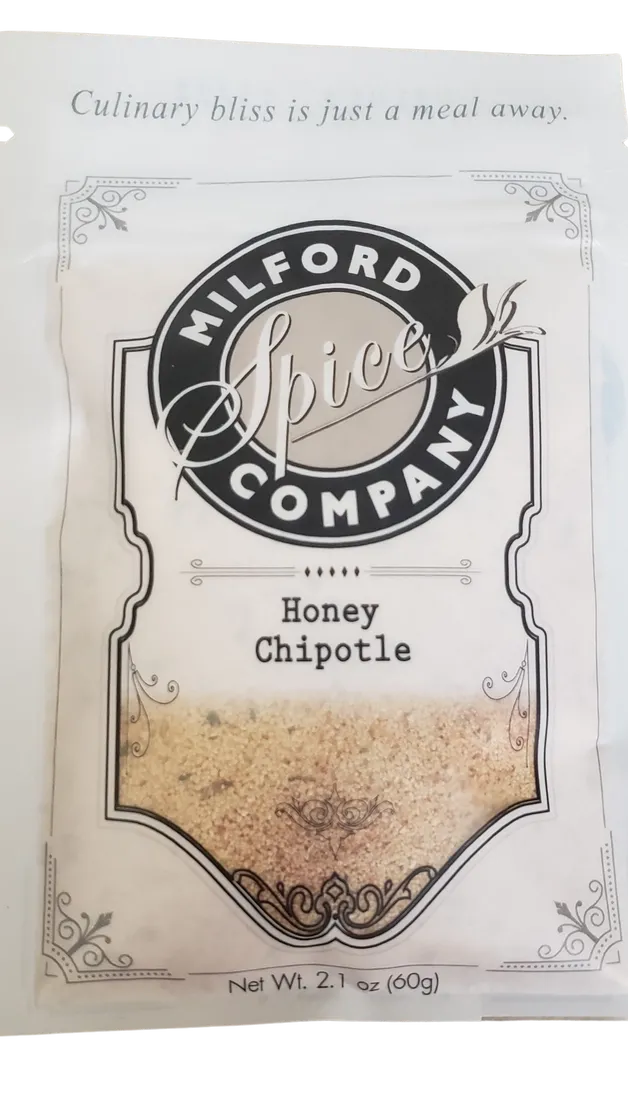 Culinary bliss is just a meal away.
MILFORD
Spice
COMPANY
Honey
Chipotle
Net Wt. 2.1 oz (60g)